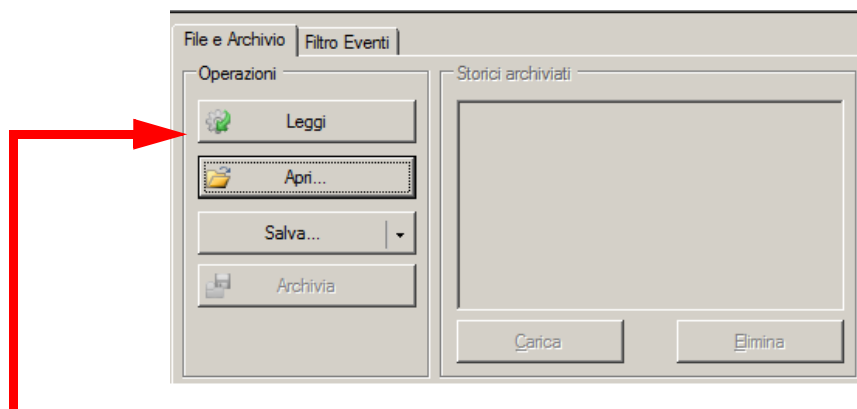 File e Archivio
Filtro Eventi
Operazioni
Leggi
Apri...
Salva...
Archivia
Storici archiviati
Carica
Elimina